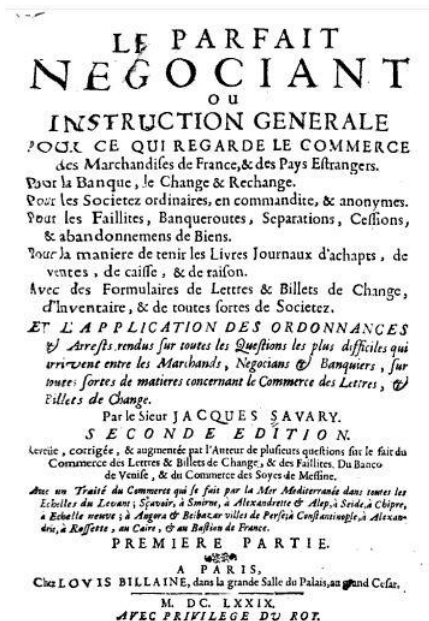 LE PARFAIT
NEGOCIANT
OU
INSTRUCTION GENERALE
POUR CE QUI REGARDE LE COMMERCE
des Marchandiſes de France, & des Pays Eſtrangers.
Pour la Banque, le Change & Rechange.
Pour les Societez ordinaires, en commandite, & anonymes.
Pour les Faillites, Banqueroutes, Separations, Ceſſions,
& abandonnemens de Biens.
Pour la maniere de tenir les Livres Journaux d'achapts, de
ventes, de caiſſe, & de raiſon.
Avec des Formulaires de Lettres & Billets de Change,
d'Inventaire, & de toutes ſortes de Societez.
ET L'APPLICATION DES ORDONNANCES
& Arreſts rendus ſur toutes les Queſtions les plus difficiles qui
arrivent entre les Marchands, Negocians & Banquiers, ſur
toutes ſortes de matieres concernant le Commerce des Lettres, &
Billets de Change.
Par le Sieur JACQUES SAVARY.
SECONDE EDITION.
Reveüe, corrigée, & augmentée par l'Auteur de pluſieurs queſtions ſur le fait du
Commerce des Lettres & Billets de Change, & des Faillites. Du Banco
de Veniſe, & du Commerce des Soyes de Meſſine.
Avec un Traité du Commerce qui ſe fait par la Mer Mediterranée dans toutes les
Echelles du Levant; Sçavoir, à Smirne, à Alexandrette & Alep, à Seide, à Chipre,
à Echelle neuve; à Angora & Beibazar villes de Perſe; à Conſtantinople, à Alexan-
drie, à Roſſette, au Caire, & au Baſtion de France.
PREMIERE PARTIE.
A PARIS,
Chez LOVIS BILLAINE, dans la grande Salle du Palais, au grand Ceſar.
M. DC. LXXIX.
AVEC PRIVILEGE DV ROY.